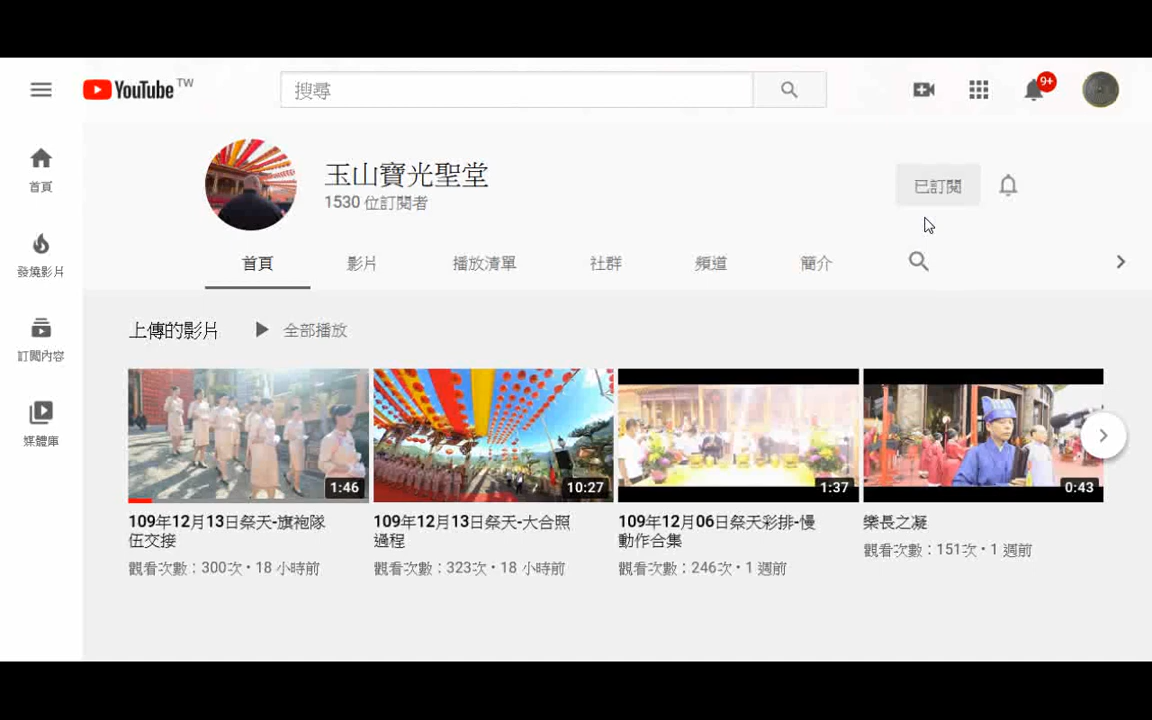 YouTube TW
搜尋
9+
首頁
發燒影片
訂閱內容
媒體庫
玉山寶光聖堂
1530 位訂閱者
已訂閱
首頁 影片 播放清單 社群 頻道 簡介
上傳的影片 全部播放
1:46
10:27
1:37
0:43
109年12月13日祭天-旗袍隊
伍交接
觀看次數：300次 • 18 小時前
109年12月13日祭天-大合照
過程
觀看次數：323次 • 18 小時前
109年12月06日祭天彩排-慢
動作合集
觀看次數：246次 • 1 週前
樂長之凝
觀看次數：151次 • 1 週前